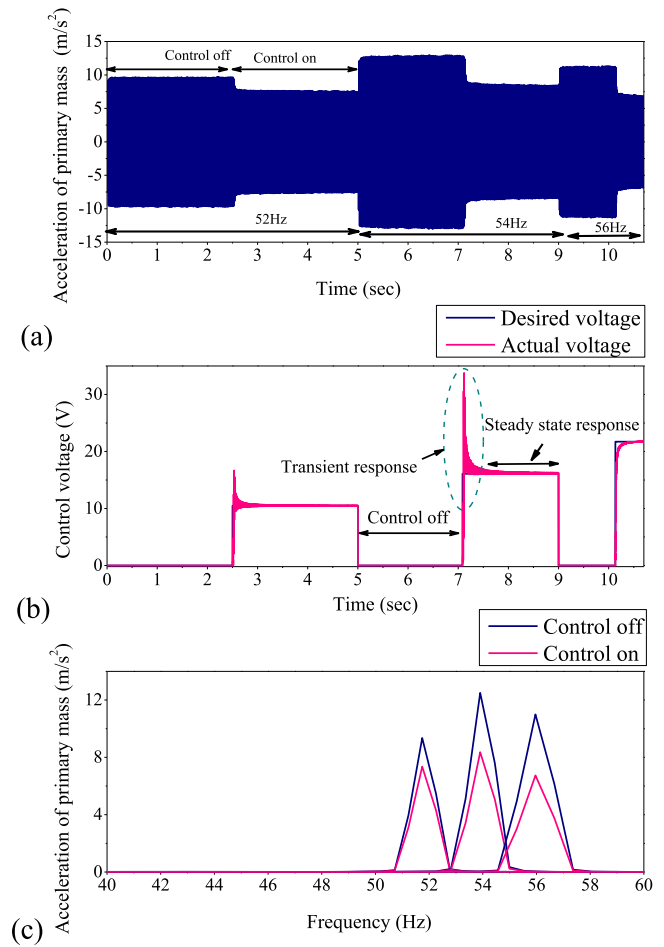 Acceleration of primary mass (m/s²)
15
10
5
0
-5
-10
-15
Control off
Control on
52Hz
54Hz
56Hz
0 1 2 3 4 5 6 7 8 9 10
Time (sec)
(a)
Desired voltage
Actual voltage
Control voltage (V)
30
20
10
0
Transient response
Steady state response
Control off
0 1 2 3 4 5 6 7 8 9 10
Time (sec)
(b)
Control off
Control on
Acceleration of primary mass (m/s²)
12
8
4
0
40 42 44 46 48 50 52 54 56 58 60
Frequency (Hz)
(c)